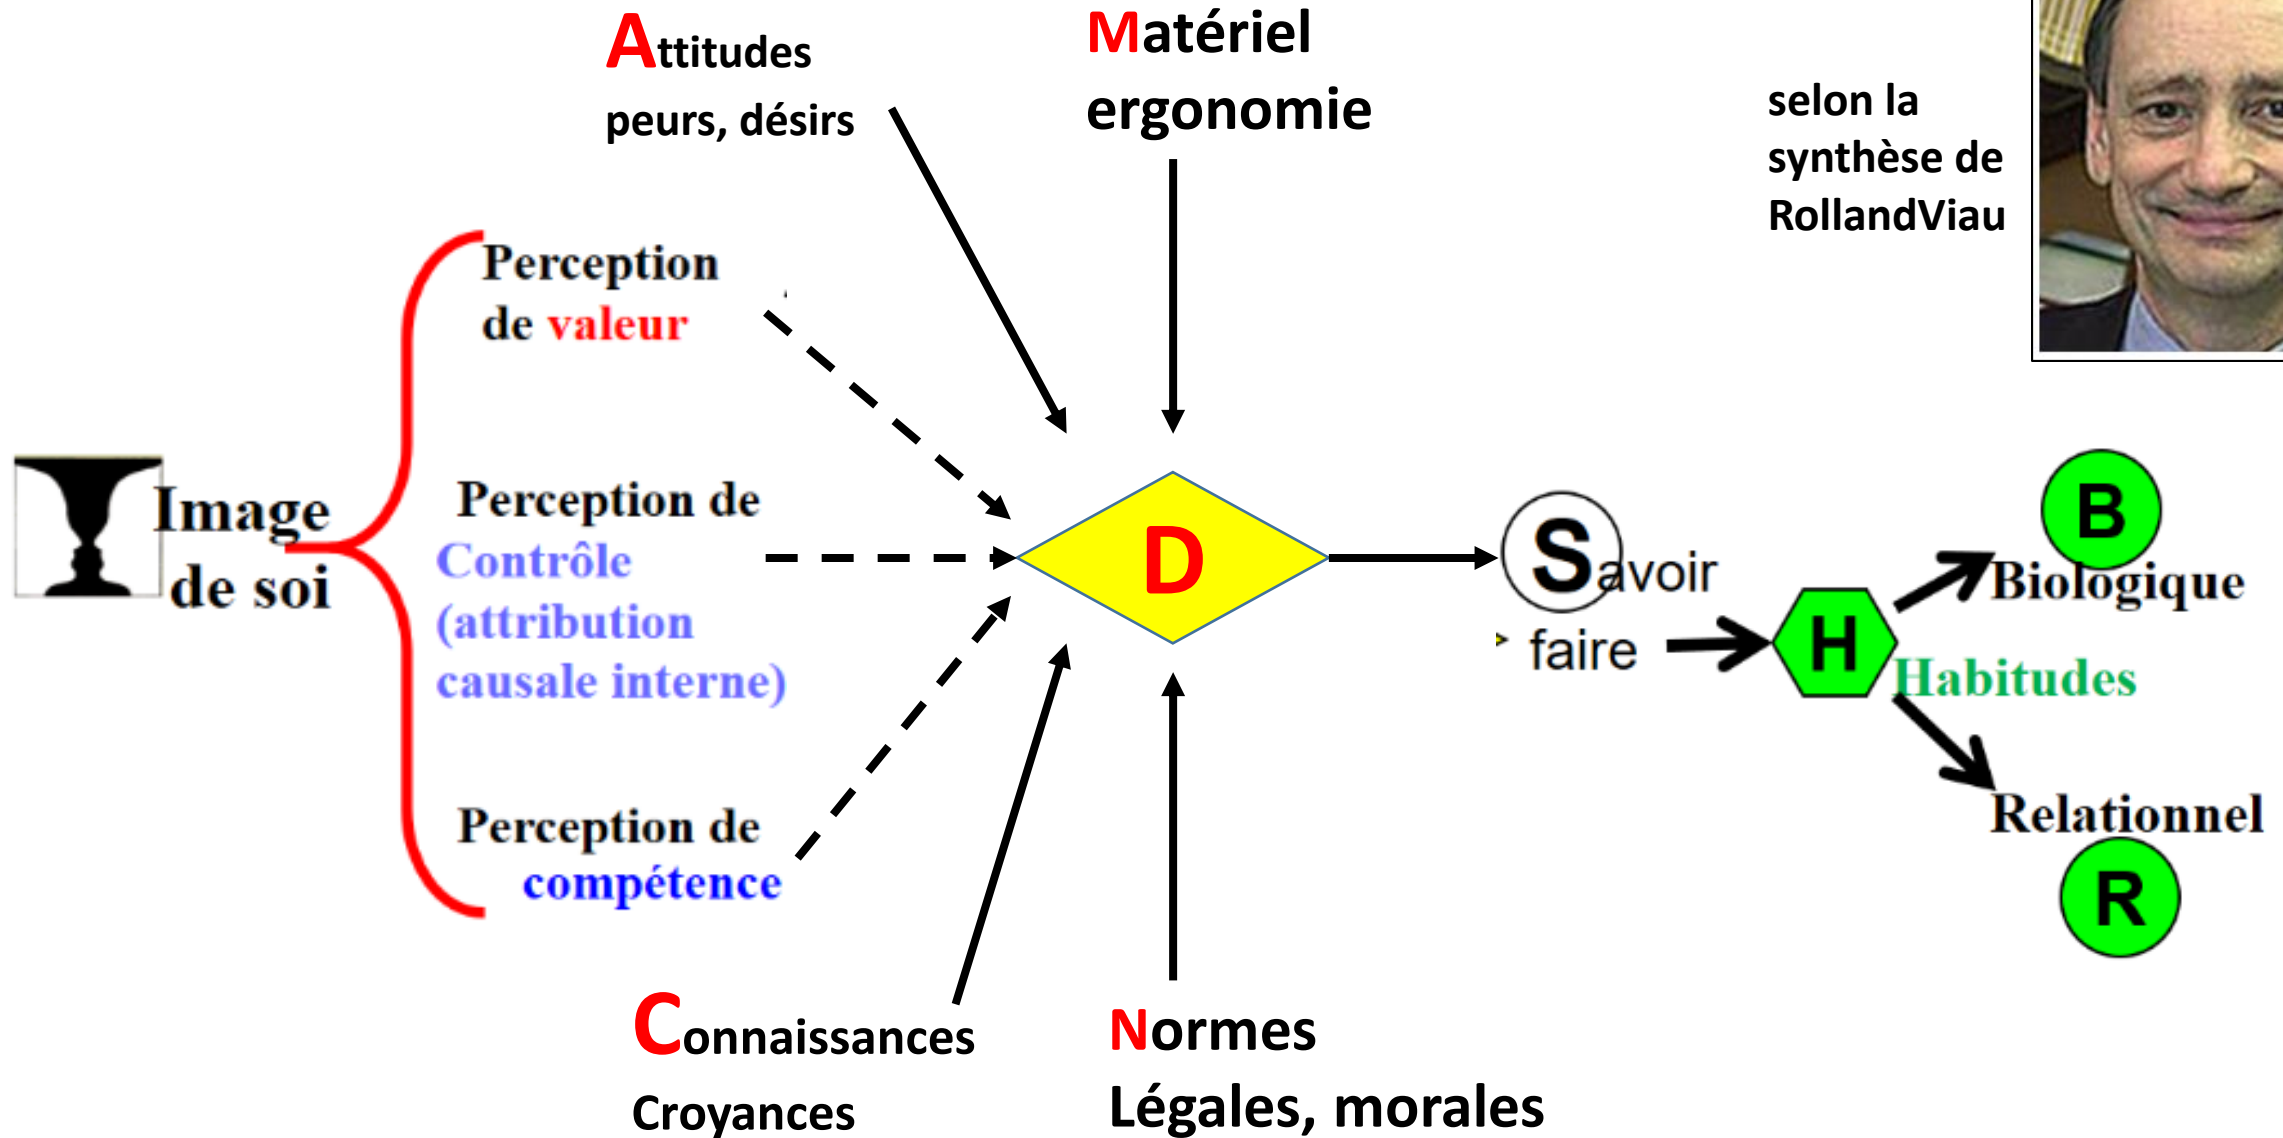 Attitudes
peurs, désirs
Matériel
ergonomie
selon la
synthèse de
RollandViau
Perception
de valeur
Image
de soi
Perception de
Contrôle
(attribution
causale interne)
Perception de
compétence
D
Savoir
faire
H
Habitudes
B
Biologique
Relationnel
R
Connaissances
Croyances
Normes
Légales, morales